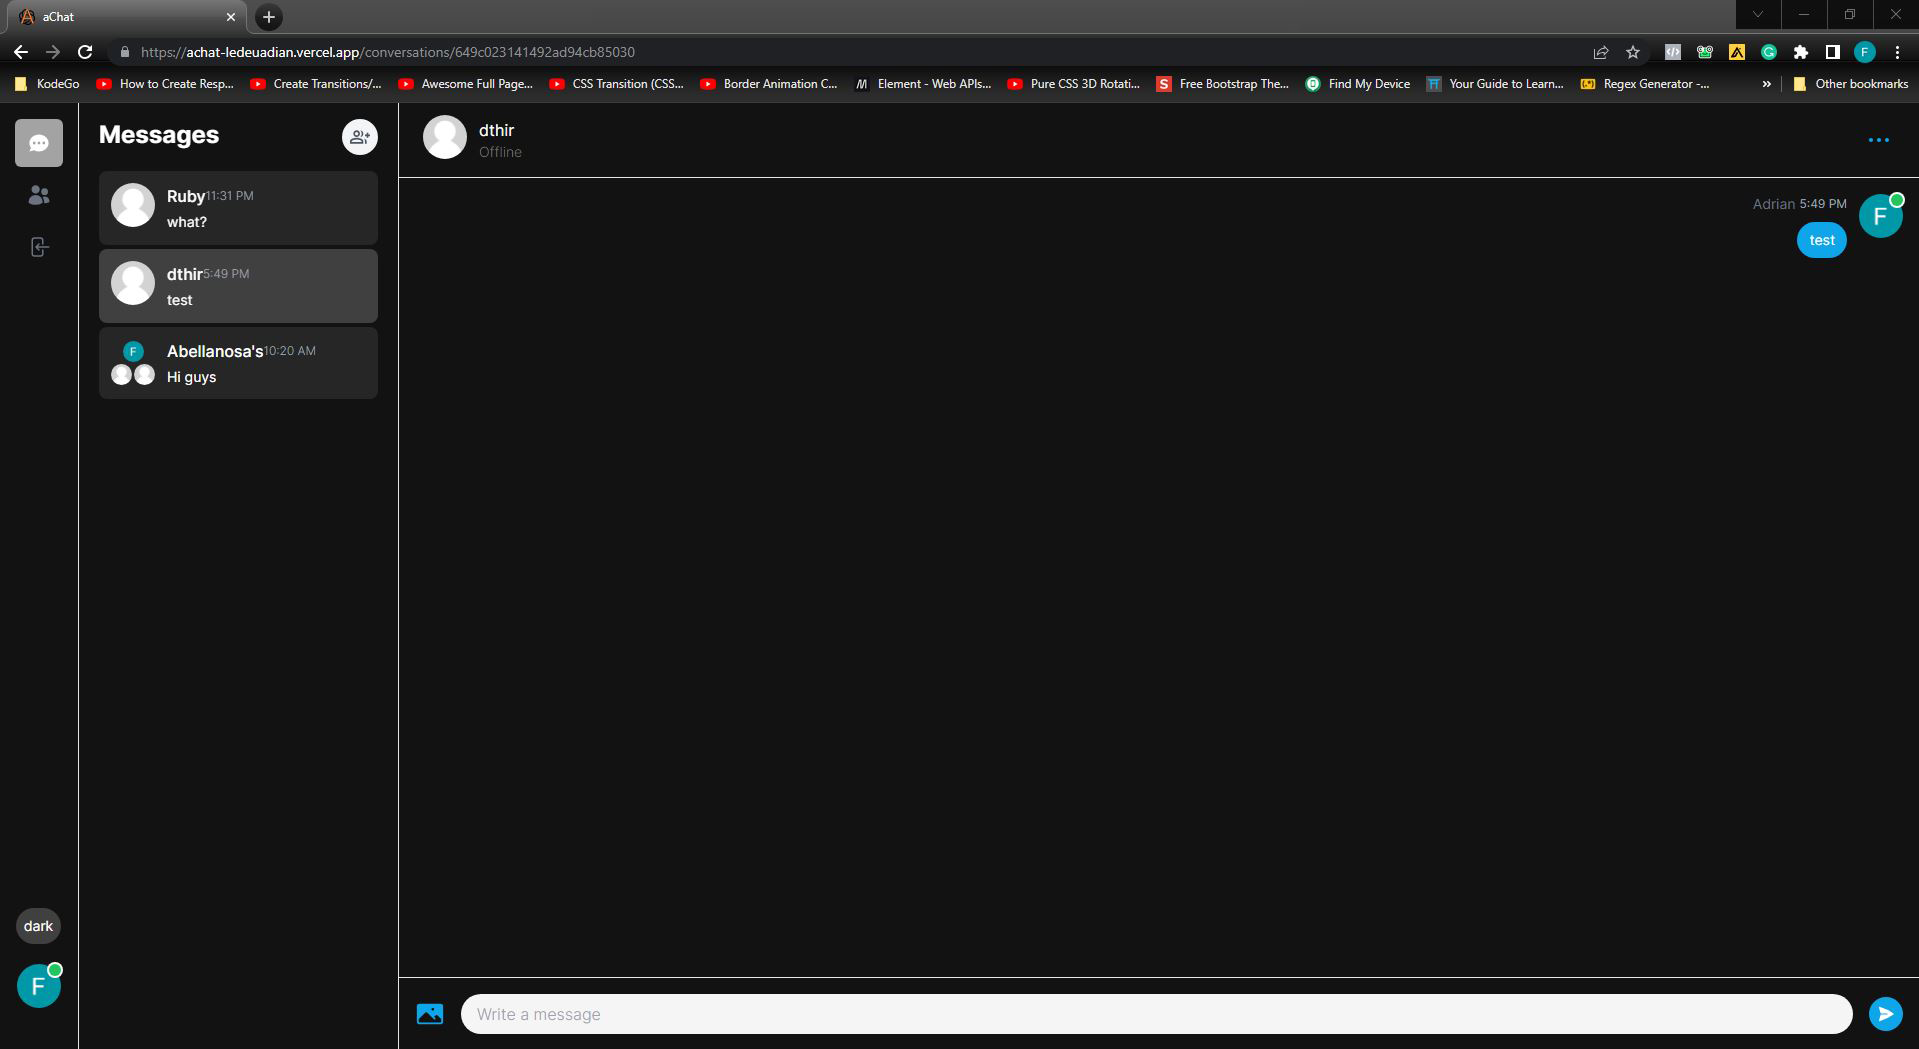 aChat
https://achat-ledeuadian.vercel.app/conversations/649c023141492ad94cb85030
F
KodeGo
How to Create Resp...
Create Transitions/...
Awesome Full Page...
CSS Transition (CSS...
Border Animation C...
Element - Web APIs...
Pure CSS 3D Rotati...
Free Bootstrap The...
Find My Device
Your Guide to Learn...
Regex Generator -...
Other bookmarks
Messages
Ruby 11:31 PM
what?
dthir 5:49 PM
test
F
Abellanosa's 10:20 AM
Hi guys
dark
F
dthir
Offline
Adrian 5:49 PM
F
test
Write a message